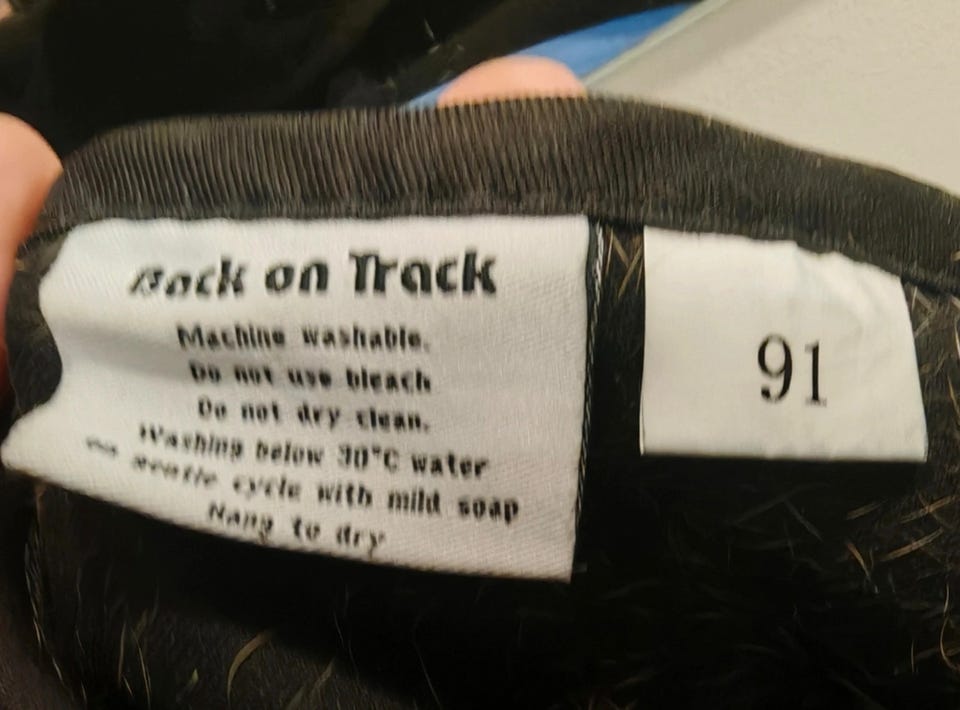 Back on Track
Machine washable.
Do not use bleach
Do not dry clean.
Washing below 30°C water
on gentle cycle with mild soap
Hang to dry
91